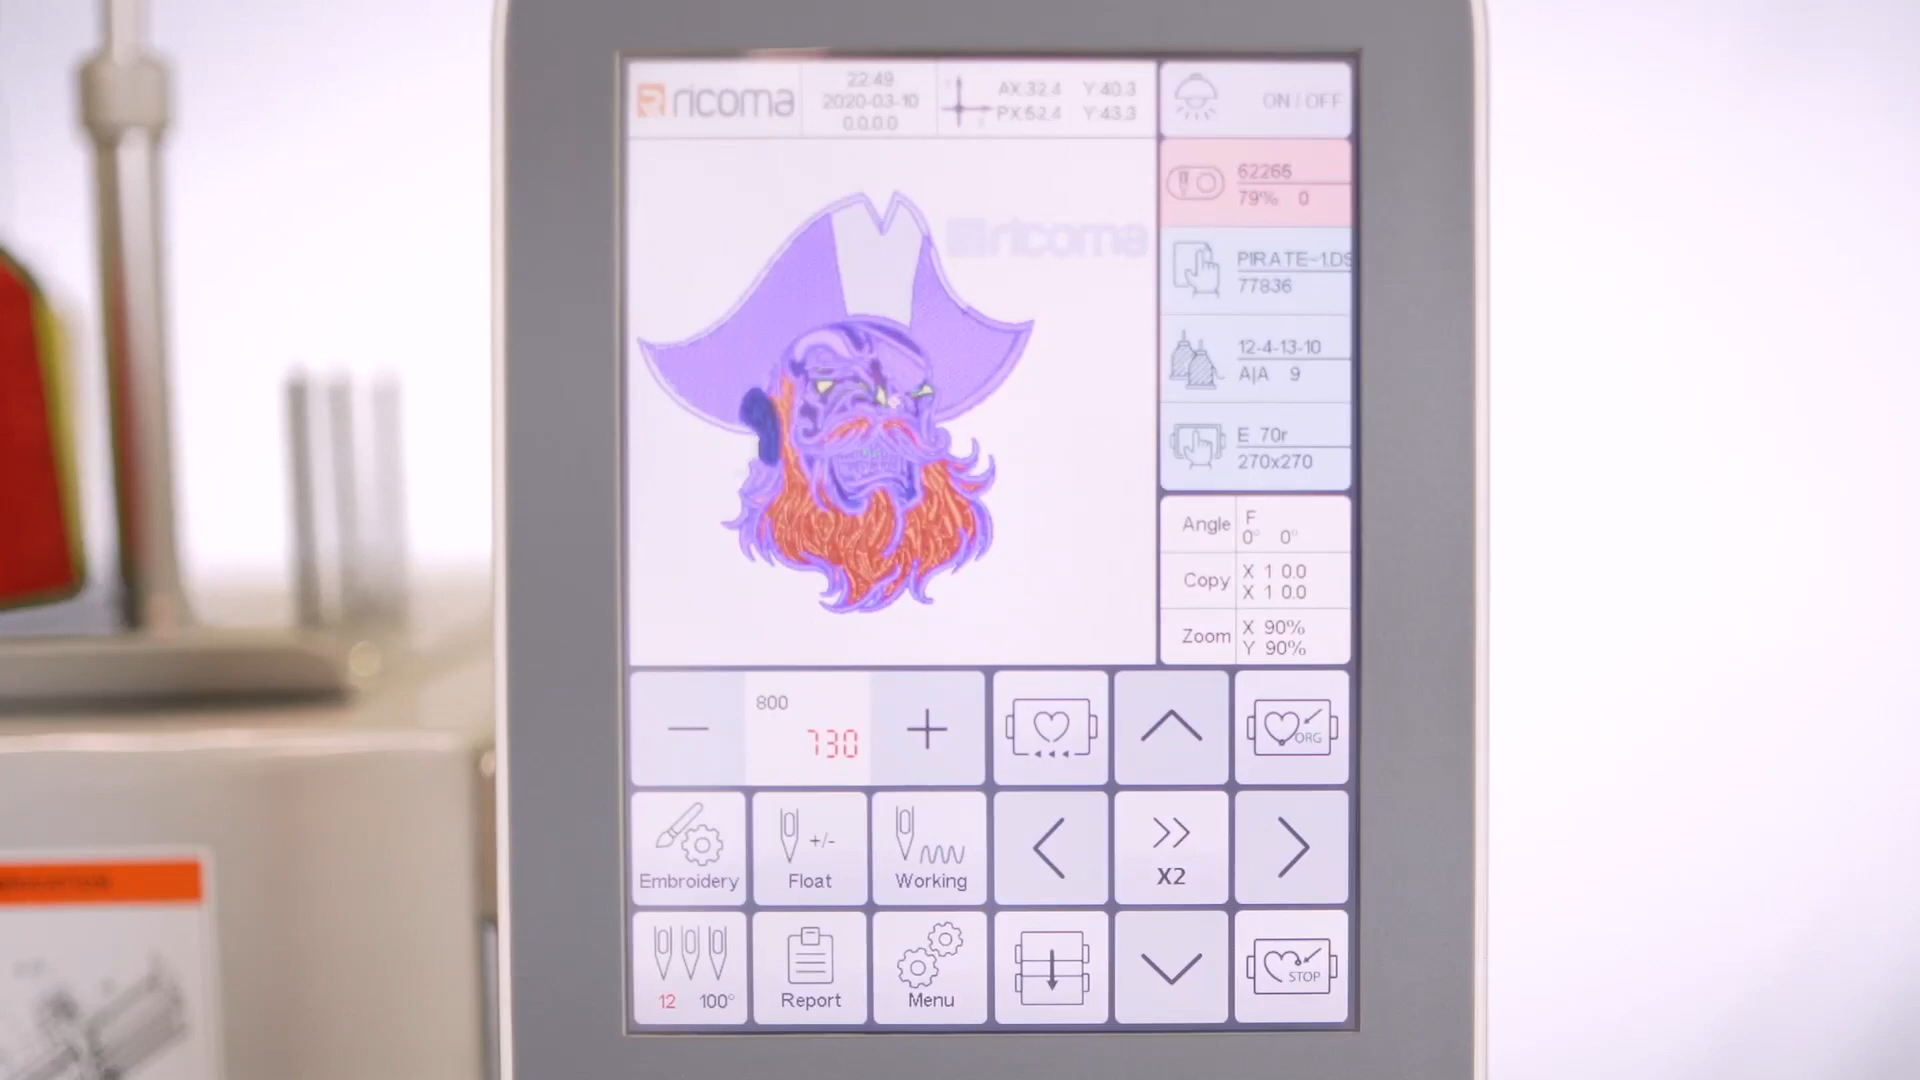 ricoma
22:49
2020-03-10
0.0.0.0
AX:32.4 Y:40.3
PX:52.4 Y:43.3
ON / OFF
62266
79% 0
ricoma
PIRATE~1.DS
77836
12-4-13-10
A|A 9
E 70r
270x270
Angle F
0° 0°
Copy X 1 0.0
X 1 0.0
Zoom X 90%
Y 90%
800
730
ORG
Embroidery
+/-
Float
Working
X2
12 100°
Report
Menu
STOP